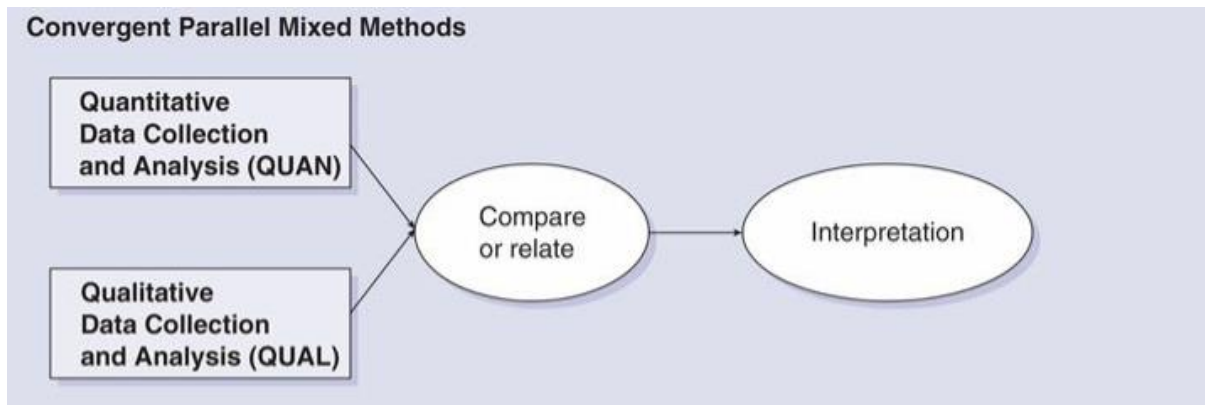 Convergent Parallel Mixed Methods
Quantitative
Data Collection
and Analysis (QUAN)
Compare
or relate
Interpretation
Qualitative
Data Collection
and Analysis (QUAL)